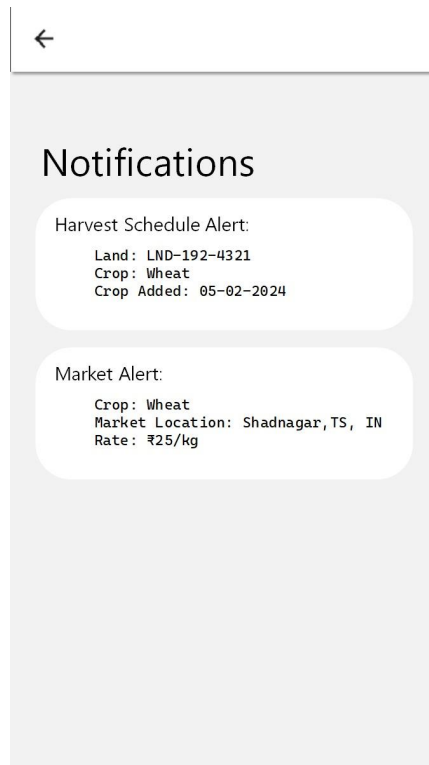 Notifications
Harvest Schedule Alert:
Land: LND-192-4321
Crop: Wheat
Crop Added: 05-02-2024
Market Alert:
Crop: Wheat
Market Location: Shadnagar,TS, IN
Rate: ₹25/kg